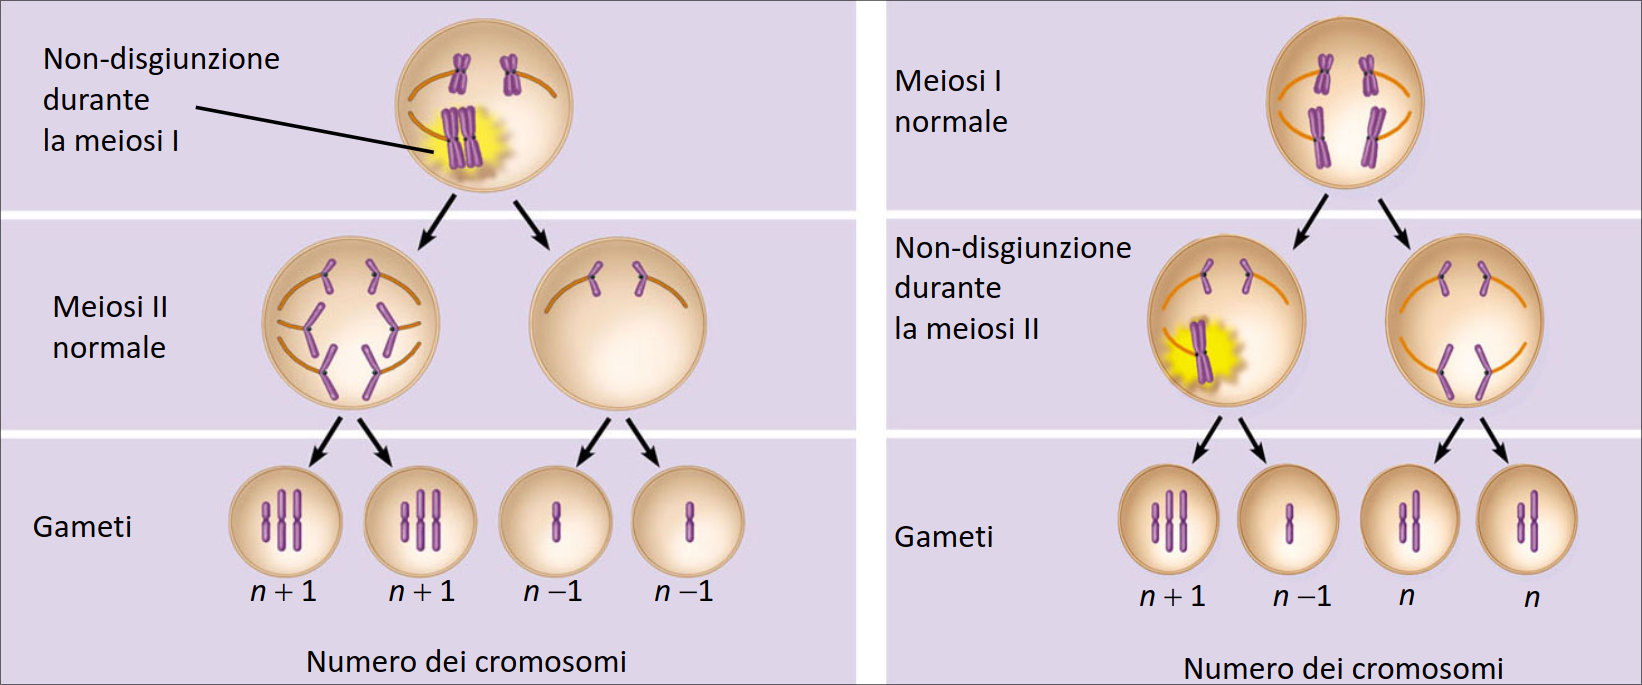 Non-disgiunzione
durante
la meiosi I
Meiosi II
normale
Gameti
n + 1
n + 1
n –1
n –1
Numero dei cromosomi
Meiosi I
normale
Non-disgiunzione
durante
la meiosi II
Gameti
n + 1
n –1
n
n
Numero dei cromosomi